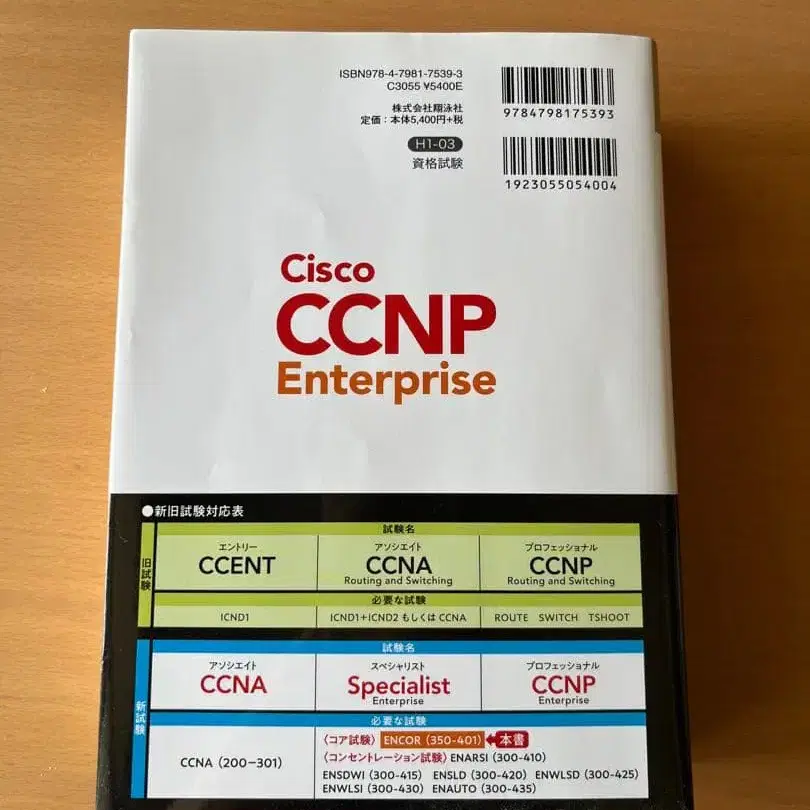 ISBN978-4-7981-7539-3
C3055 ¥5400E
株式会社翔泳社
定価：本体5,400円+税
H1-03
資格試験
9784798175393
1923055054004
Cisco
CCNP
Enterprise
●新旧試験対応表
旧試験
試験名
エントリー アソシエイト プロフェッショナル
CCENT CCNA CCNP
Routing and Switching Routing and Switching
必要な試験
ICND1 ICND1+ICND2 もしくは CCNA ROUTE SWITCH TSHOOT
新試験
試験名
アソシエイト スペシャリスト プロフェッショナル
CCNA Specialist CCNP
Enterprise Enterprise
必要な試験
CCNA（200−301）
〈コア試験〉ENCOR（350-401）本書
〈コンセントレーション試験〉ENARSI（300-410）
ENSDWI（300-415） ENSLD（300-420） ENWLSD（300-425）
ENWLSI（300-430） ENAUTO（300-435）